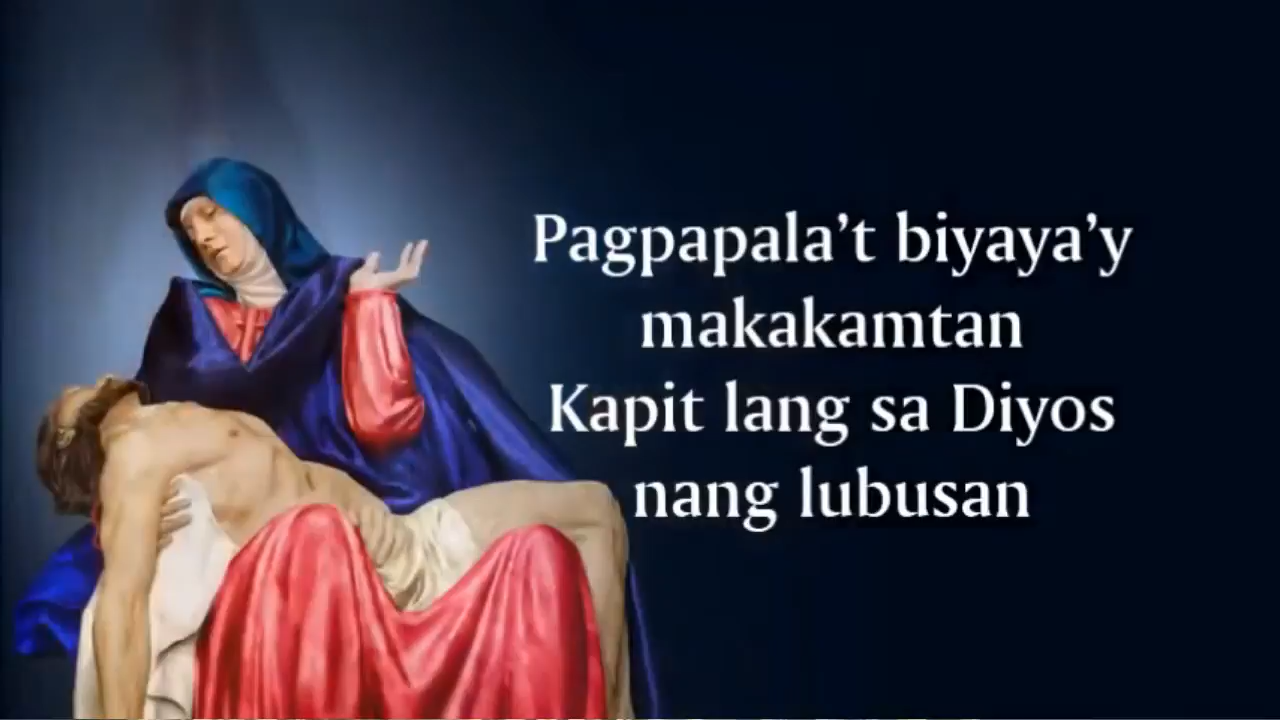 Pagpapala’t biyaya’y
makakamtan
Kapit lang sa Diyos
nang lubusan